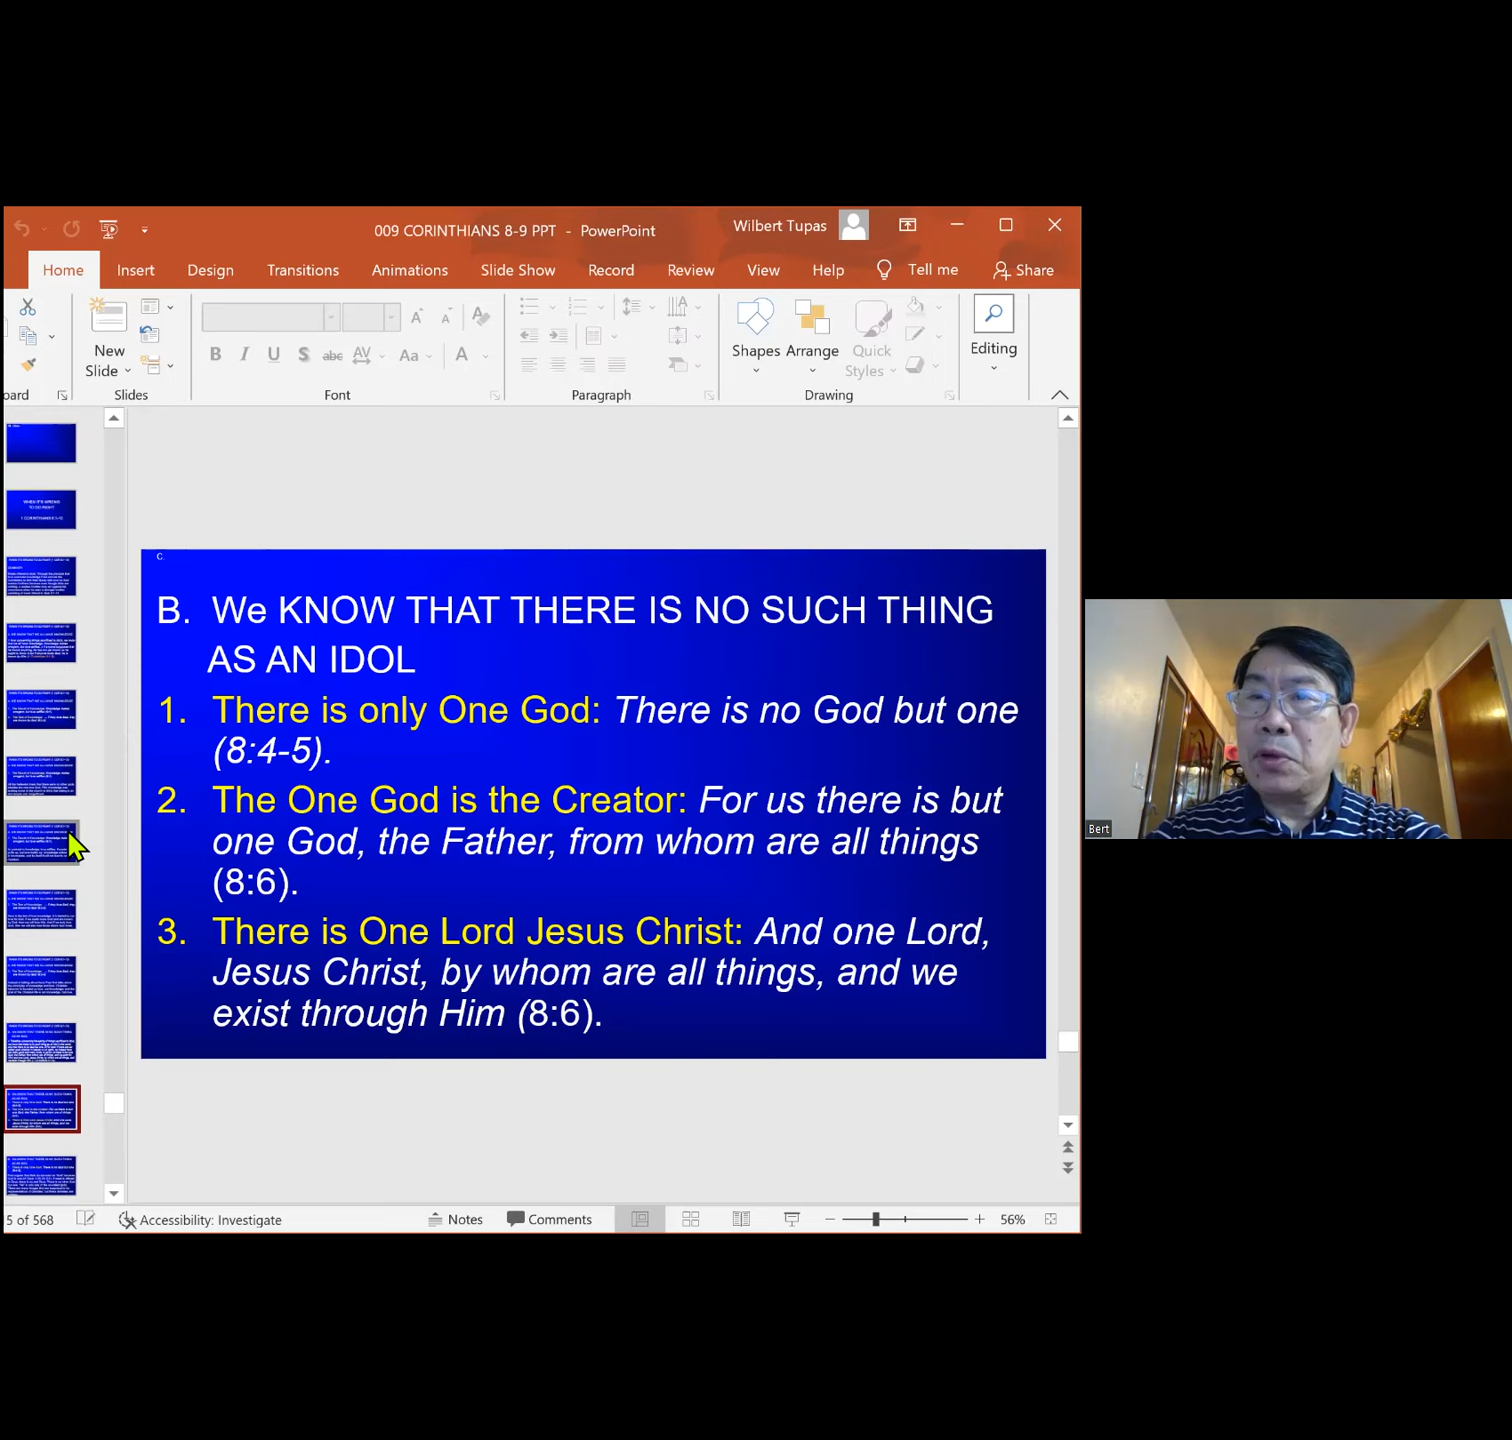 009 CORINTHIANS 8-9 PPT - PowerPoint
Wilbert Tupas
Home Insert Design Transitions Animations Slide Show Record Review View Help Tell me Share
New
Slide
Shapes Arrange Quick
Styles
Editing
Slides Font Paragraph Drawing
C.
B. We KNOW THAT THERE IS NO SUCH THING
AS AN IDOL
1. There is only One God: There is no God but one
(8:4-5).
2. The One God is the Creator: For us there is but
one God, the Father, from whom are all things
(8:6).
3. There is One Lord Jesus Christ: And one Lord,
Jesus Christ, by whom are all things, and we
exist through Him (8:6).
Bert
5 of 568 Accessibility: Investigate Notes Comments 56%